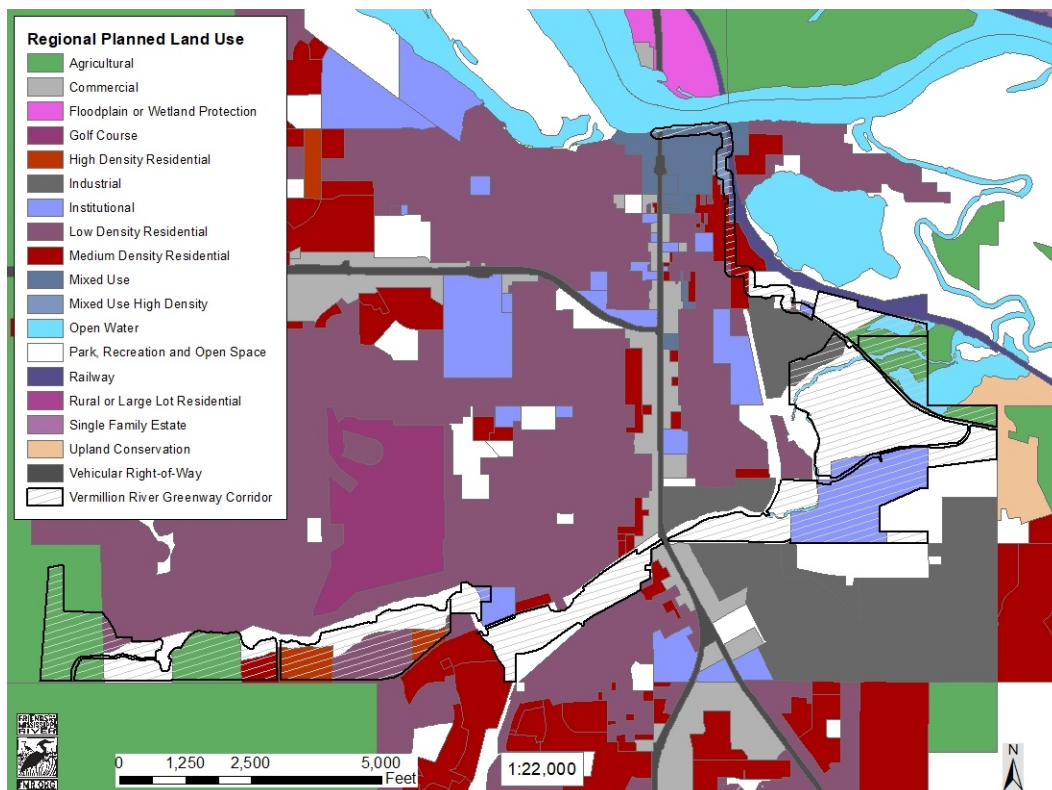 Regional Planned Land Use
Agricultural
Commercial
Floodplain or Wetland Protection
Golf Course
High Density Residential
Industrial
Institutional
Low Density Residential
Medium Density Residential
Mixed Use
Mixed Use High Density
Open Water
Park, Recreation and Open Space
Railway
Rural or Large Lot Residential
Single Family Estate
Upland Conservation
Vehicular Right-of-Way
Vermillion River Greenway Corridor
FMR.ORG
0 1,250 2,500 5,000
Feet
1:22,000
N